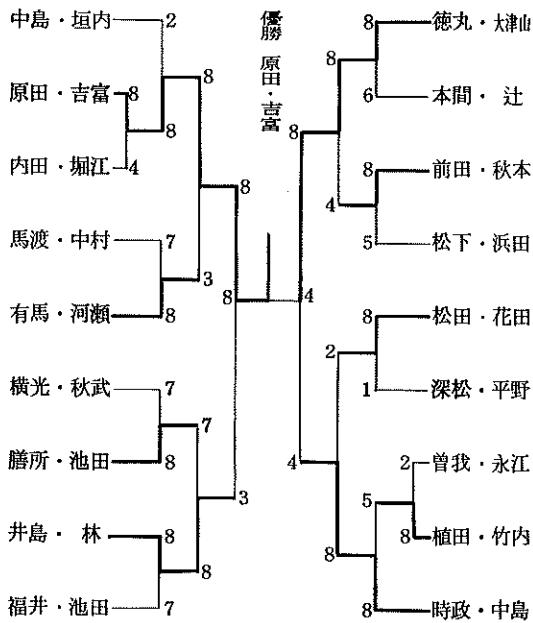 優勝 原田・吉富
中島・垣内 2
原田・吉富 8
8
8
内田・堀江 4
8
馬渡・中村 7
3
有馬・河瀬 8
8
横光・秋武 7
7
膳所・池田 8
3
井島・林 8
8
福井・池田 7
8 徳丸・大津山
8
6 本間・辻
8
8 前田・秋本
4
5 松下・浜田
4
8 松田・花田
2
1 深松・平野
4
2 曽我・永江
5
8 植田・竹内
8
8 時政・中島